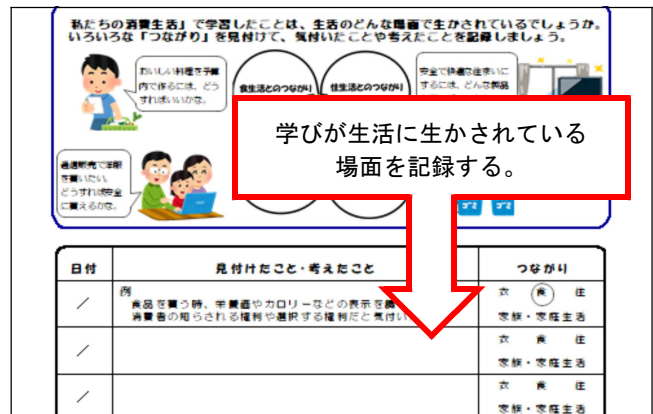 私たちの消費生活」で学習したことは、生活のどんな場面で生かされているでしょうか。
いろいろな「つながり」を見付けて、気付いたことや考えたことを記録しましょう。
おいしい料理を予算
内で作るには、どう
すればいいかな。
食生活とのつながり
住生活とのつながり
安全で快適な住まいに
するには、どんな製品
通信販売で洋服
を買いたい。
どうすれば安全
に買えるかな。
学びが生活に生かされている
場面を記録する。
ゴミ ゴミ
日付 見付けたこと・考えたこと つながり
/ 例
食品を買う時、栄養価やカロリーなどの表示を
消費者の知らされる権利や選択する権利だと気付い
衣 食 住
家族・家庭生活
/ 衣 食 住
家族・家庭生活
/ 衣 食 住
家族・家庭生活